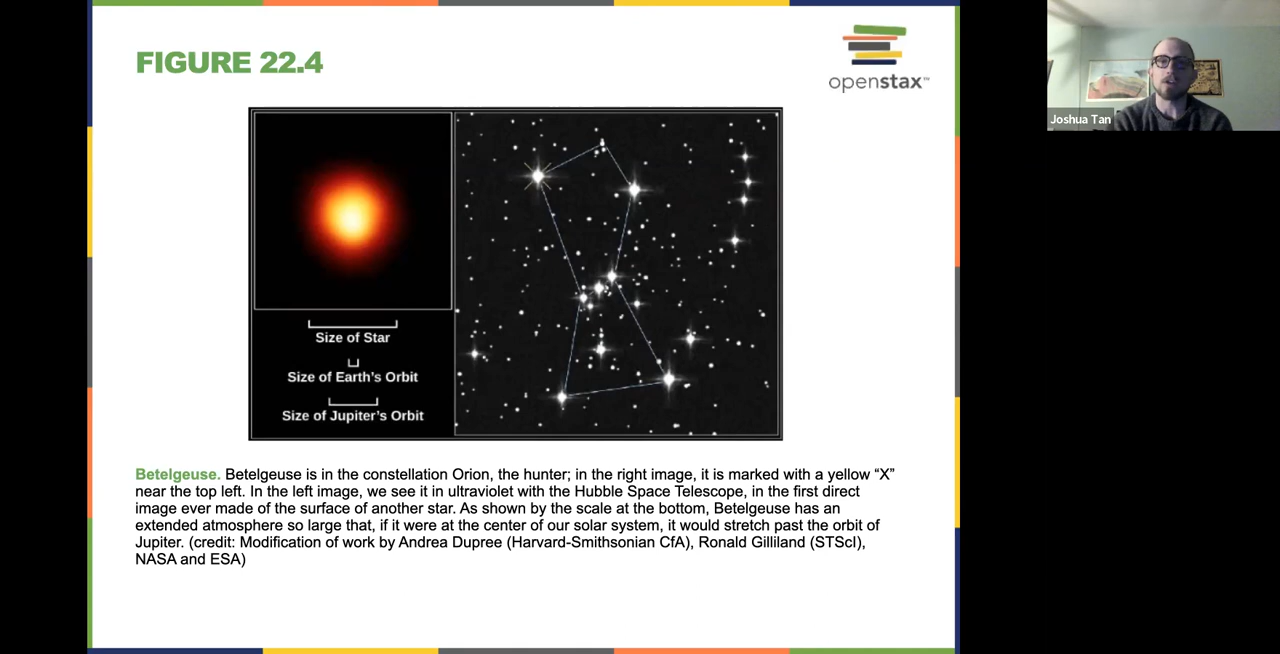 FIGURE 22.4
openstax™
Size of Star
Size of Earth's Orbit
Size of Jupiter's Orbit
Betelgeuse. Betelgeuse is in the constellation Orion, the hunter; in the right image, it is marked with a yellow “X”
near the top left. In the left image, we see it in ultraviolet with the Hubble Space Telescope, in the first direct
image ever made of the surface of another star. As shown by the scale at the bottom, Betelgeuse has an
extended atmosphere so large that, if it were at the center of our solar system, it would stretch past the orbit of
Jupiter. (credit: Modification of work by Andrea Dupree (Harvard-Smithsonian CfA), Ronald Gilliland (STScI),
NASA and ESA)
Joshua Tan